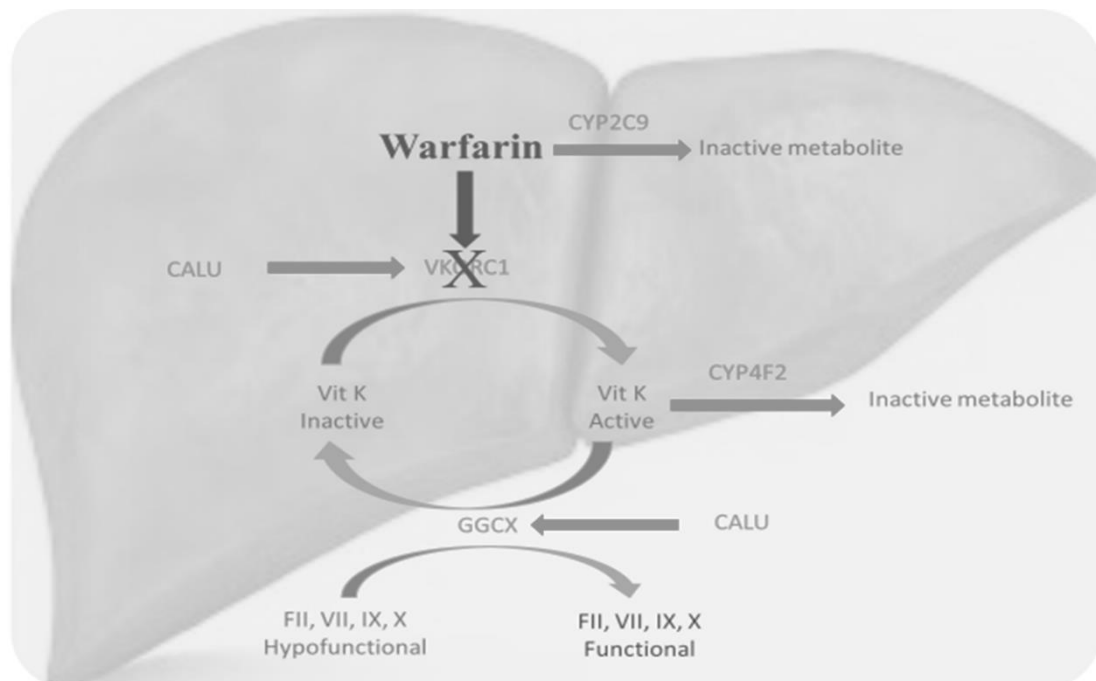 CYP2C9
Warfarin
Inactive metabolite
CALU
VKORC1
X
Vit K
Inactive
Vit K
Active
CYP4F2
Inactive metabolite
GGCX
CALU
FII, VII, IX, X
Hypofunctional
FII, VII, IX, X
Functional